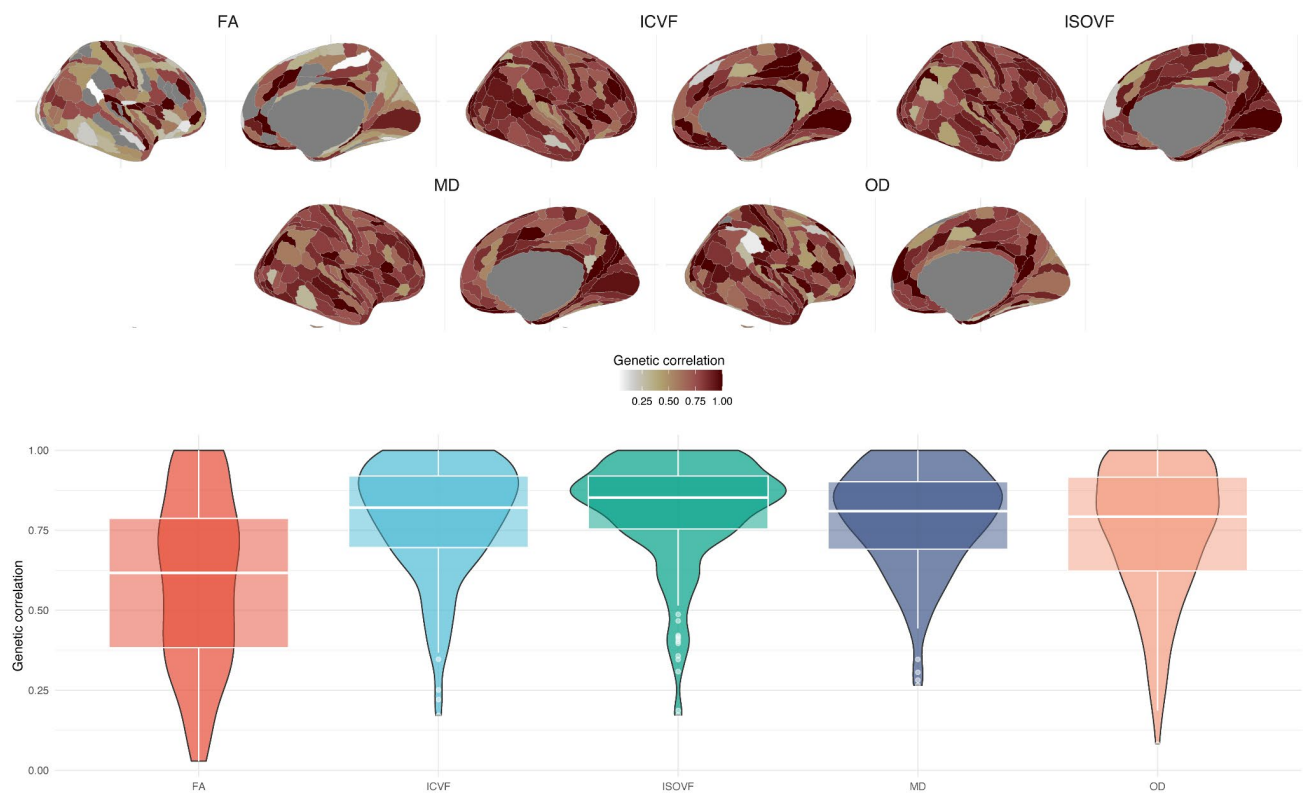 FA ICVF ISOVF
MD OD
Genetic correlation
0.25 0.50 0.75 1.00
Genetic correlation
1.00
0.75
0.50
0.25
0.00
FA ICVF ISOVF MD OD